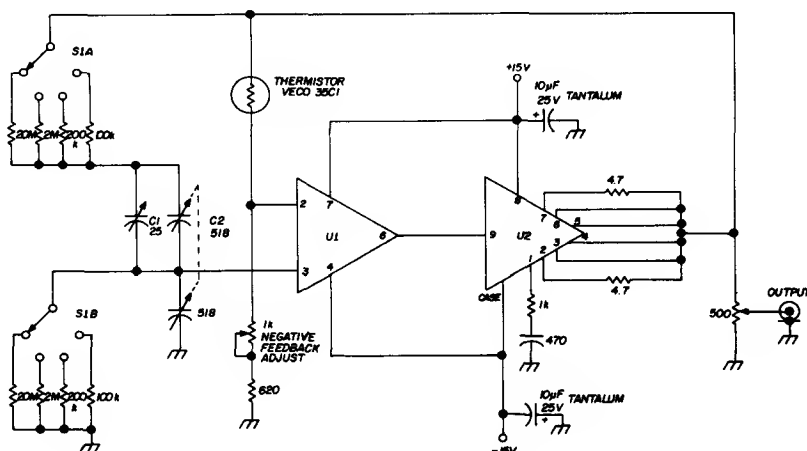 S1A
20M 2M 200k 100k
THERMISTOR
VECO 35C1
+15V
10µF
25V TANTALUM
+
C1
25
C2
518
518
2
3
7
4
6
U1
9
8
U2
7
6
5
4
3
2
1
CASE
4.7
4.7
1k
470
500
OUTPUT
S1B
20M 2M 200k 100k
1k
NEGATIVE
FEEDBACK
ADJUST
620
10µF
25V TANTALUM
+
-15V